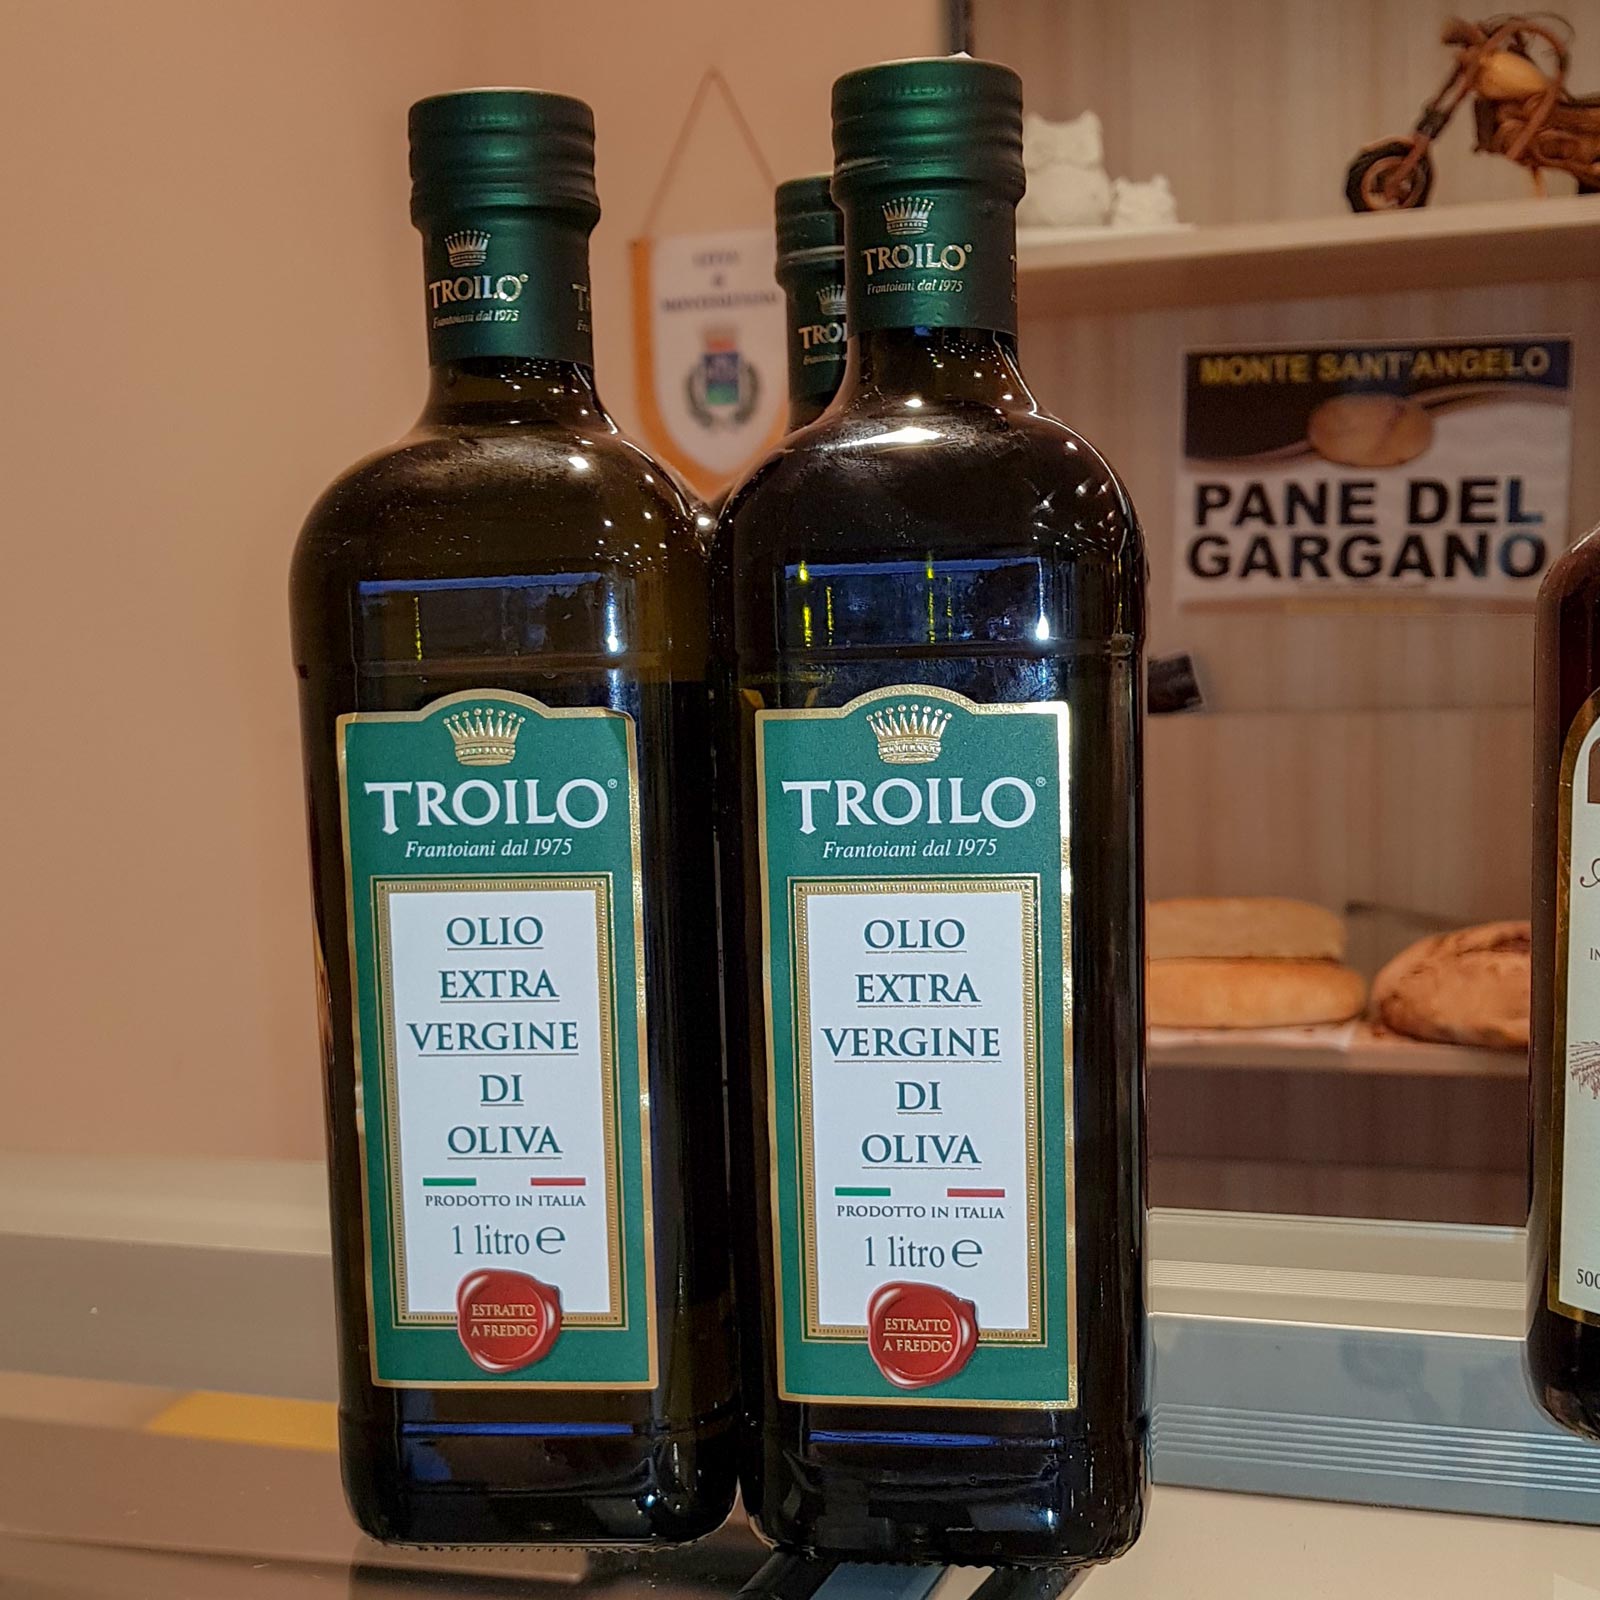 TROILO®
Frantoiani dal 1975
TROILO®
Frantoiani dal 1975
TROILO®
Frantoiani dal 1975
OLIO
EXTRA
VERGINE
DI
OLIVA
PRODOTTO IN ITALIA
1 litro ℮
ESTRATTO
A FREDDO
TROILO®
Frantoiani dal 1975
OLIO
EXTRA
VERGINE
DI
OLIVA
PRODOTTO IN ITALIA
1 litro ℮
ESTRATTO
A FREDDO
MONTE SANT'ANGELO
PANE DEL
GARGANO